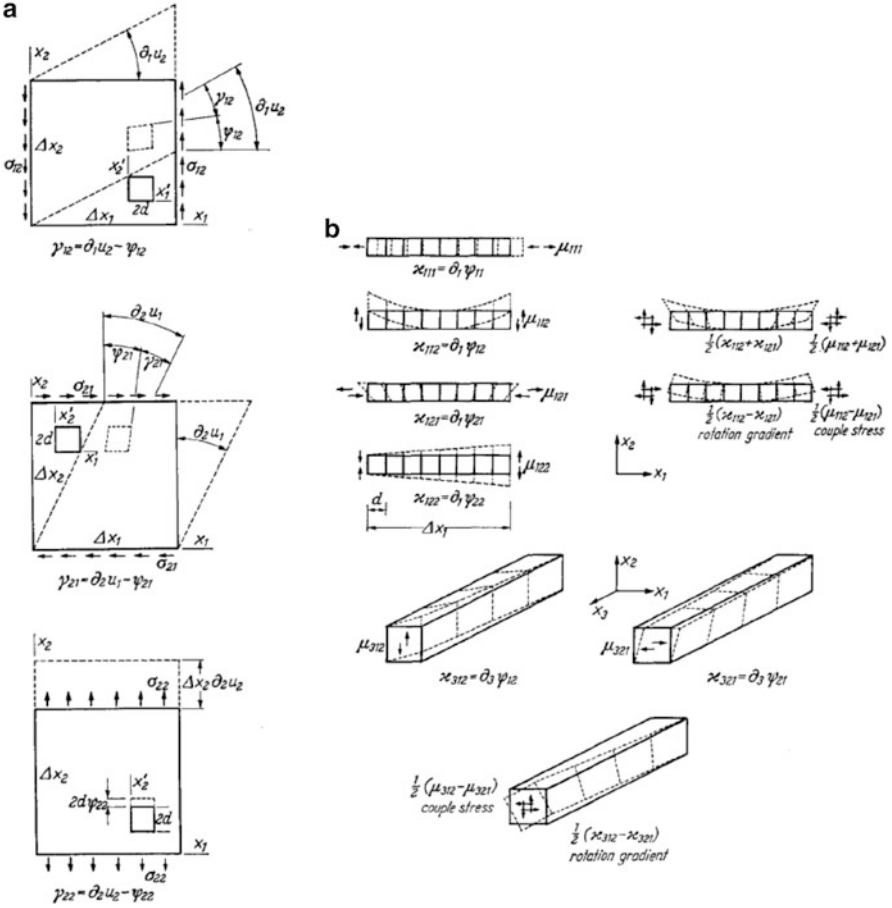 a
x₂
∂₁u₂
γ₁₂
∂₁u₂
φ₁₂
Δx₂
σ₁₂
x₂'
σ₁₂
x₁'
2d
Δx₁
x₁
γ₁₂=∂₁u₂−φ₁₂
∂₂u₁
φ₂₁
γ₂₁
x₂
σ₂₁
x₂'
2d
x₁
∂₂u₁
Δx₂
Δx₁
x₁
σ₂₁
γ₂₁=∂₂u₁−ψ₂₁
x₂
σ₂₂
Δx₂∂₂u₂
Δx₂
x₂'
2dψ₂₂
2d
x₁
σ₂₂
γ₂₂=∂₂u₂−ψ₂₂
b
μ₁₁₁
ϰ₁₁₁=∂₁ψ₁₁
μ₁₁₂
ϰ₁₁₂=∂₁ψ₁₂
½(ϰ₁₁₂+ϰ₁₂₁) ½(μ₁₁₂+μ₁₂₁)
μ₁₂₁
ϰ₁₂₁=∂₁ψ₂₁
½(ϰ₁₁₂−ϰ₁₂₁) ½(μ₁₁₂−μ₁₂₁)
rotation gradient couple stress
μ₁₂₂
ϰ₁₂₂=∂₁ψ₂₂
d
Δx₁
x₂
x₁
x₂
x₁
x₃
μ₃₁₂
ϰ₃₁₂=∂₃ψ₁₂
μ₃₂₁
ϰ₃₂₁=∂₃ψ₂₁
½(μ₃₁₂−μ₃₂₁)
couple stress
½(ϰ₃₁₂−ϰ₃₂₁)
rotation gradient